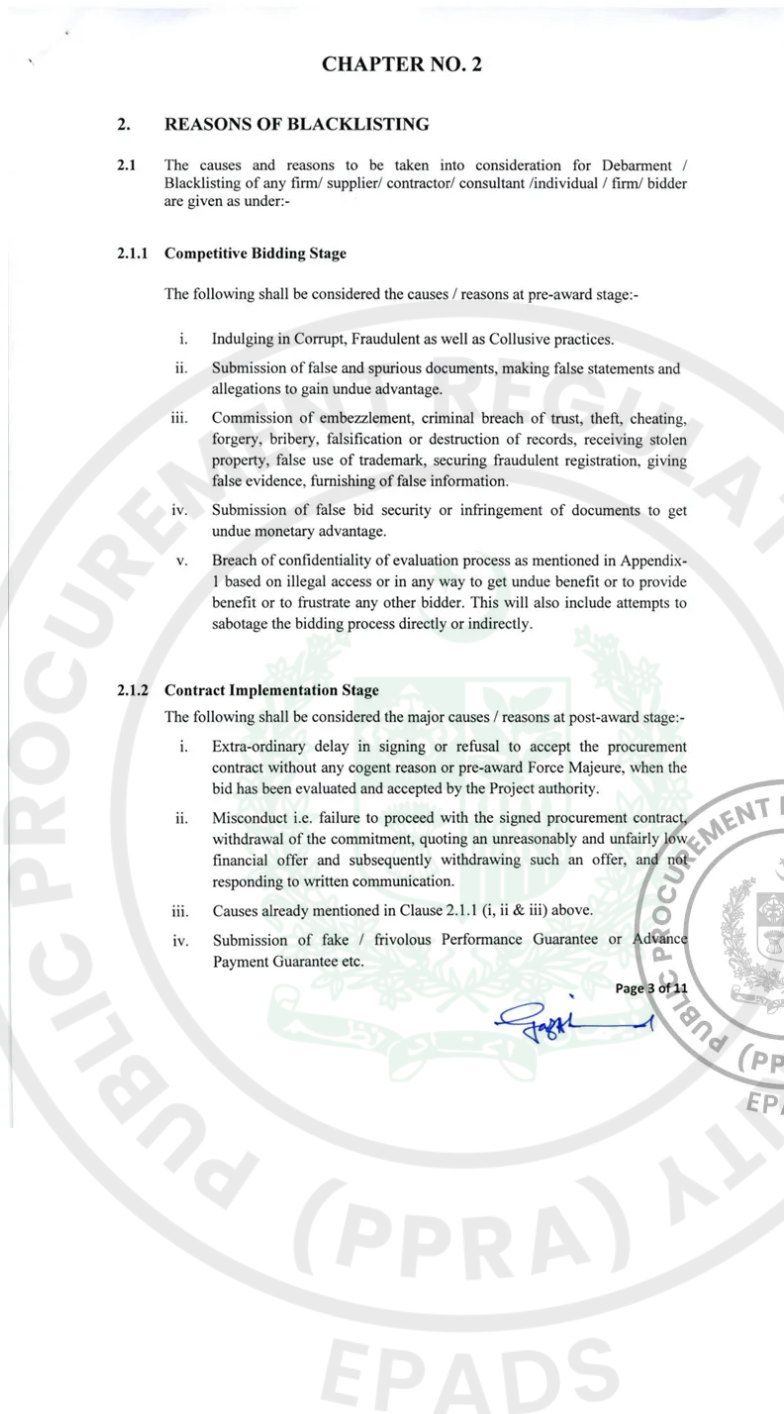 CHAPTER NO. 2
2. REASONS OF BLACKLISTING
2.1 The causes and reasons to be taken into consideration for Debarment /
Blacklisting of any firm/ supplier/ contractor/ consultant /individual / firm/ bidder
are given as under:-
2.1.1 Competitive Bidding Stage
The following shall be considered the causes / reasons at pre-award stage:-
i. Indulging in Corrupt, Fraudulent as well as Collusive practices.
ii. Submission of false and spurious documents, making false statements and
allegations to gain undue advantage.
iii. Commission of embezzlement, criminal breach of trust, theft, cheating,
forgery, bribery, falsification or destruction of records, receiving stolen
property, false use of trademark, securing fraudulent registration, giving
false evidence, furnishing of false information.
iv. Submission of false bid security or infringement of documents to get
undue monetary advantage.
v. Breach of confidentiality of evaluation process as mentioned in Appendix-
1 based on illegal access or in any way to get undue benefit or to provide
benefit or to frustrate any other bidder. This will also include attempts to
sabotage the bidding process directly or indirectly.
2.1.2 Contract Implementation Stage
The following shall be considered the major causes / reasons at post-award stage:-
i. Extra-ordinary delay in signing or refusal to accept the procurement
contract without any cogent reason or pre-award Force Majeure, when the
bid has been evaluated and accepted by the Project authority.
ii. Misconduct i.e. failure to proceed with the signed procurement contract,
withdrawal of the commitment, quoting an unreasonably and unfairly low
financial offer and subsequently withdrawing such an offer, and not
responding to written communication.
iii. Causes already mentioned in Clause 2.1.1 (i, ii & iii) above.
iv. Submission of fake / frivolous Performance Guarantee or Advance
Payment Guarantee etc.
Page 3 of 11
PUBLIC PROCUREMENT REGULAT
TY
(PPRA)
EPADS
PUBLIC PROCUREMENT
(PP
EP